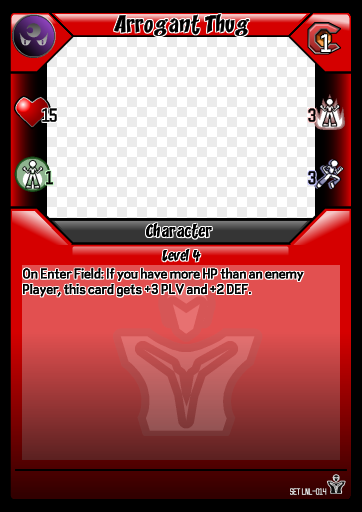 Arrogant Thug
1
15
3
1
3
Character
Level 4
On Enter Field: If you have more HP than an enemy
Player, this card gets +3 PLV and +2 DEF.
SET LNL-014